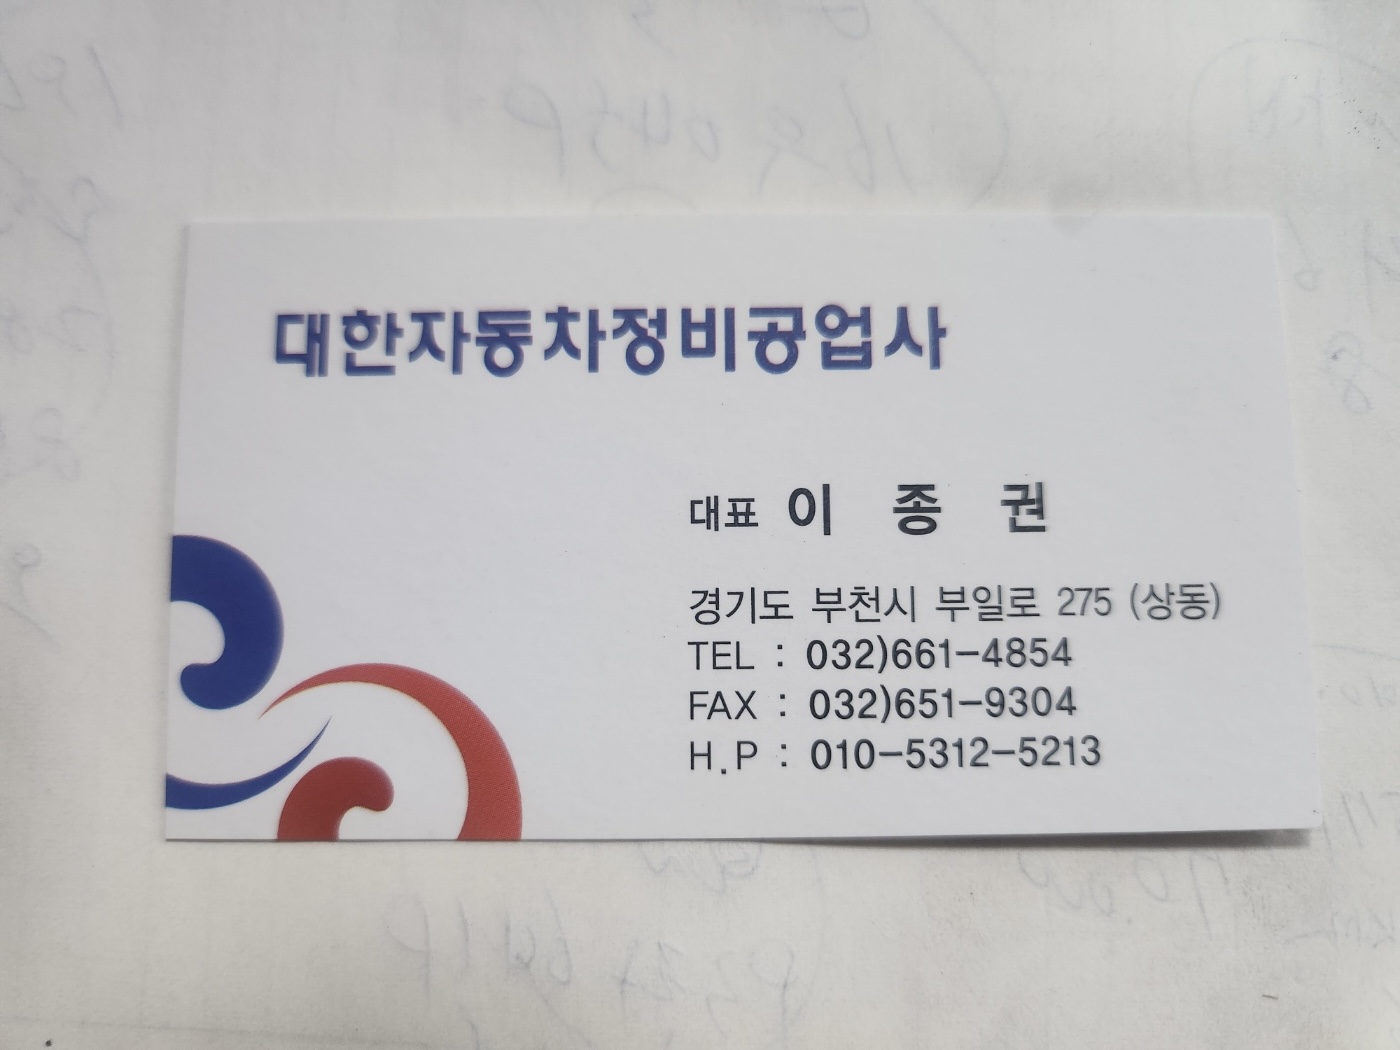 대한자동차정비공업사
대표 이 종 권
경기도 부천시 부일로 275 (상동)
TEL : 032)661-4854
FAX : 032)651-9304
H.P : 010-5312-5213